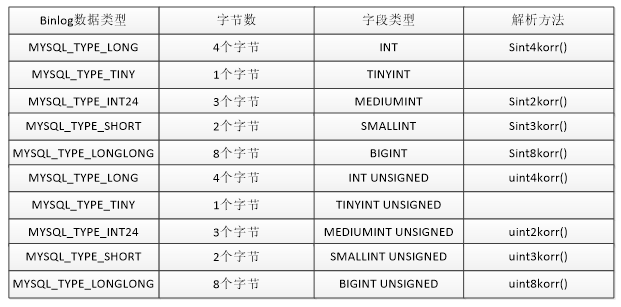 Binlog数据类型 字节数 字段类型 解析方法
MYSQL_TYPE_LONG 4个字节 INT Sint4korr()
MYSQL_TYPE_TINY 1个字节 TINYINT
MYSQL_TYPE_INT24 3个字节 MEDIUMINT Sint2korr()
MYSQL_TYPE_SHORT 2个字节 SMALLINT Sint3korr()
MYSQL_TYPE_LONGLONG 8个字节 BIGINT Sint8korr()
MYSQL_TYPE_LONG 4个字节 INT UNSIGNED uint4korr()
MYSQL_TYPE_TINY 1个字节 TINYINT UNSIGNED
MYSQL_TYPE_INT24 3个字节 MEDIUMINT UNSIGNED uint2korr()
MYSQL_TYPE_SHORT 2个字节 SMALLINT UNSIGNED uint3korr()
MYSQL_TYPE_LONGLONG 8个字节 BIGINT UNSIGNED uint8korr()